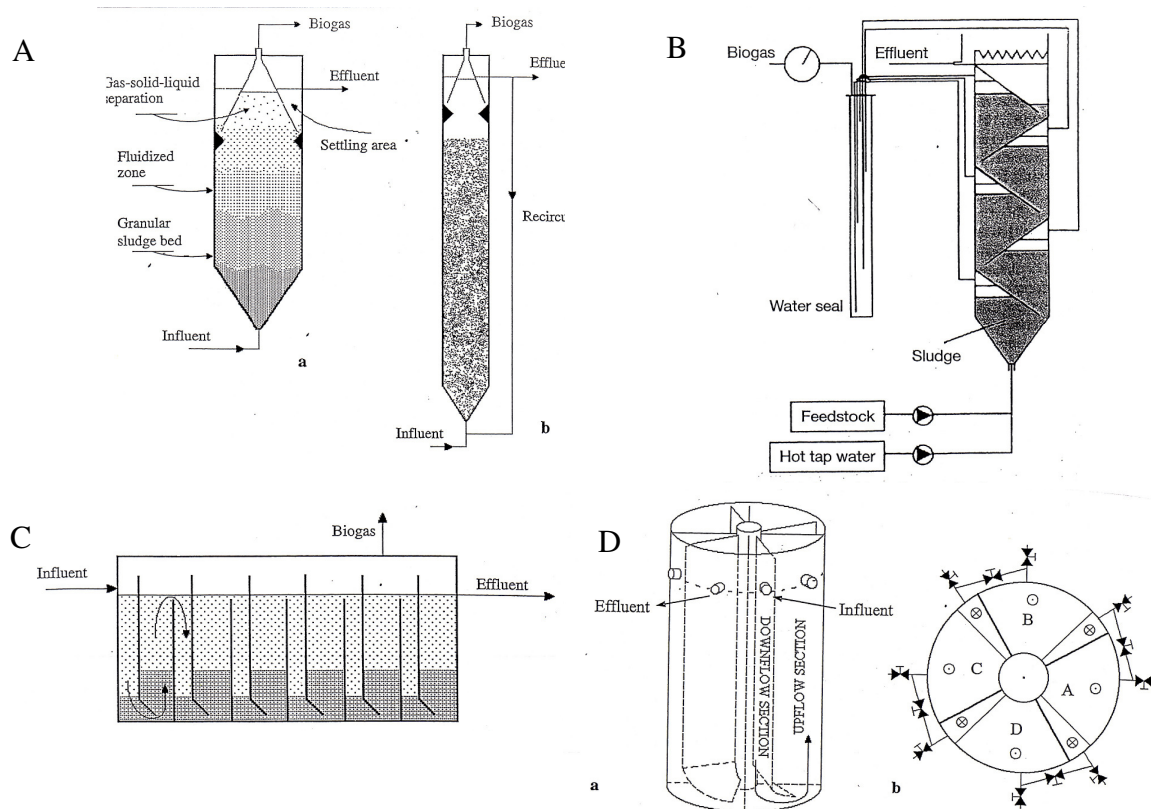 A
Biogas
Gas-solid-liquid
separation
Effluent
Settling area
Fluidized
zone
Granular
sludge bed
Influent
a
Biogas
Efflue
Recircu
Influent
b
B
Biogas
Effluent
Water seal
Sludge
Feedstock
Hot tap water
C
Biogas
Influent
Effluent
D
Effluent
Influent
DOWNFLOW SECTION
UPFLOW SECTION
a
B
C
A
D
b